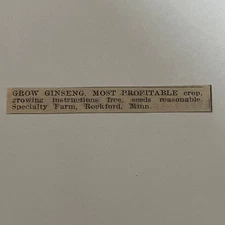 GROW GINSENG, MOST PROFITABLE crop,
growing instructions free, seeds reasonable.
Specialty Farm, Rockford, Minn.